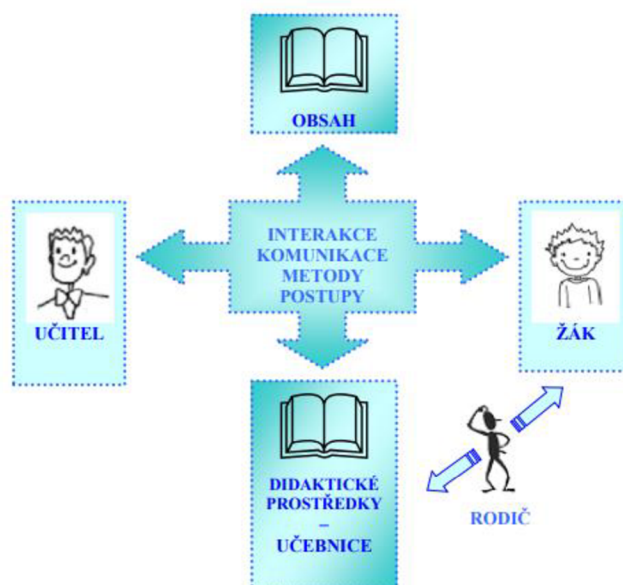 OBSAH
INTERAKCE
KOMUNIKACE
METODY
POSTUPY
UČITEL
ŽÁK
DIDAKTICKÉ
PROSTŘEDKY
–
UČEBNICE
RODIČ